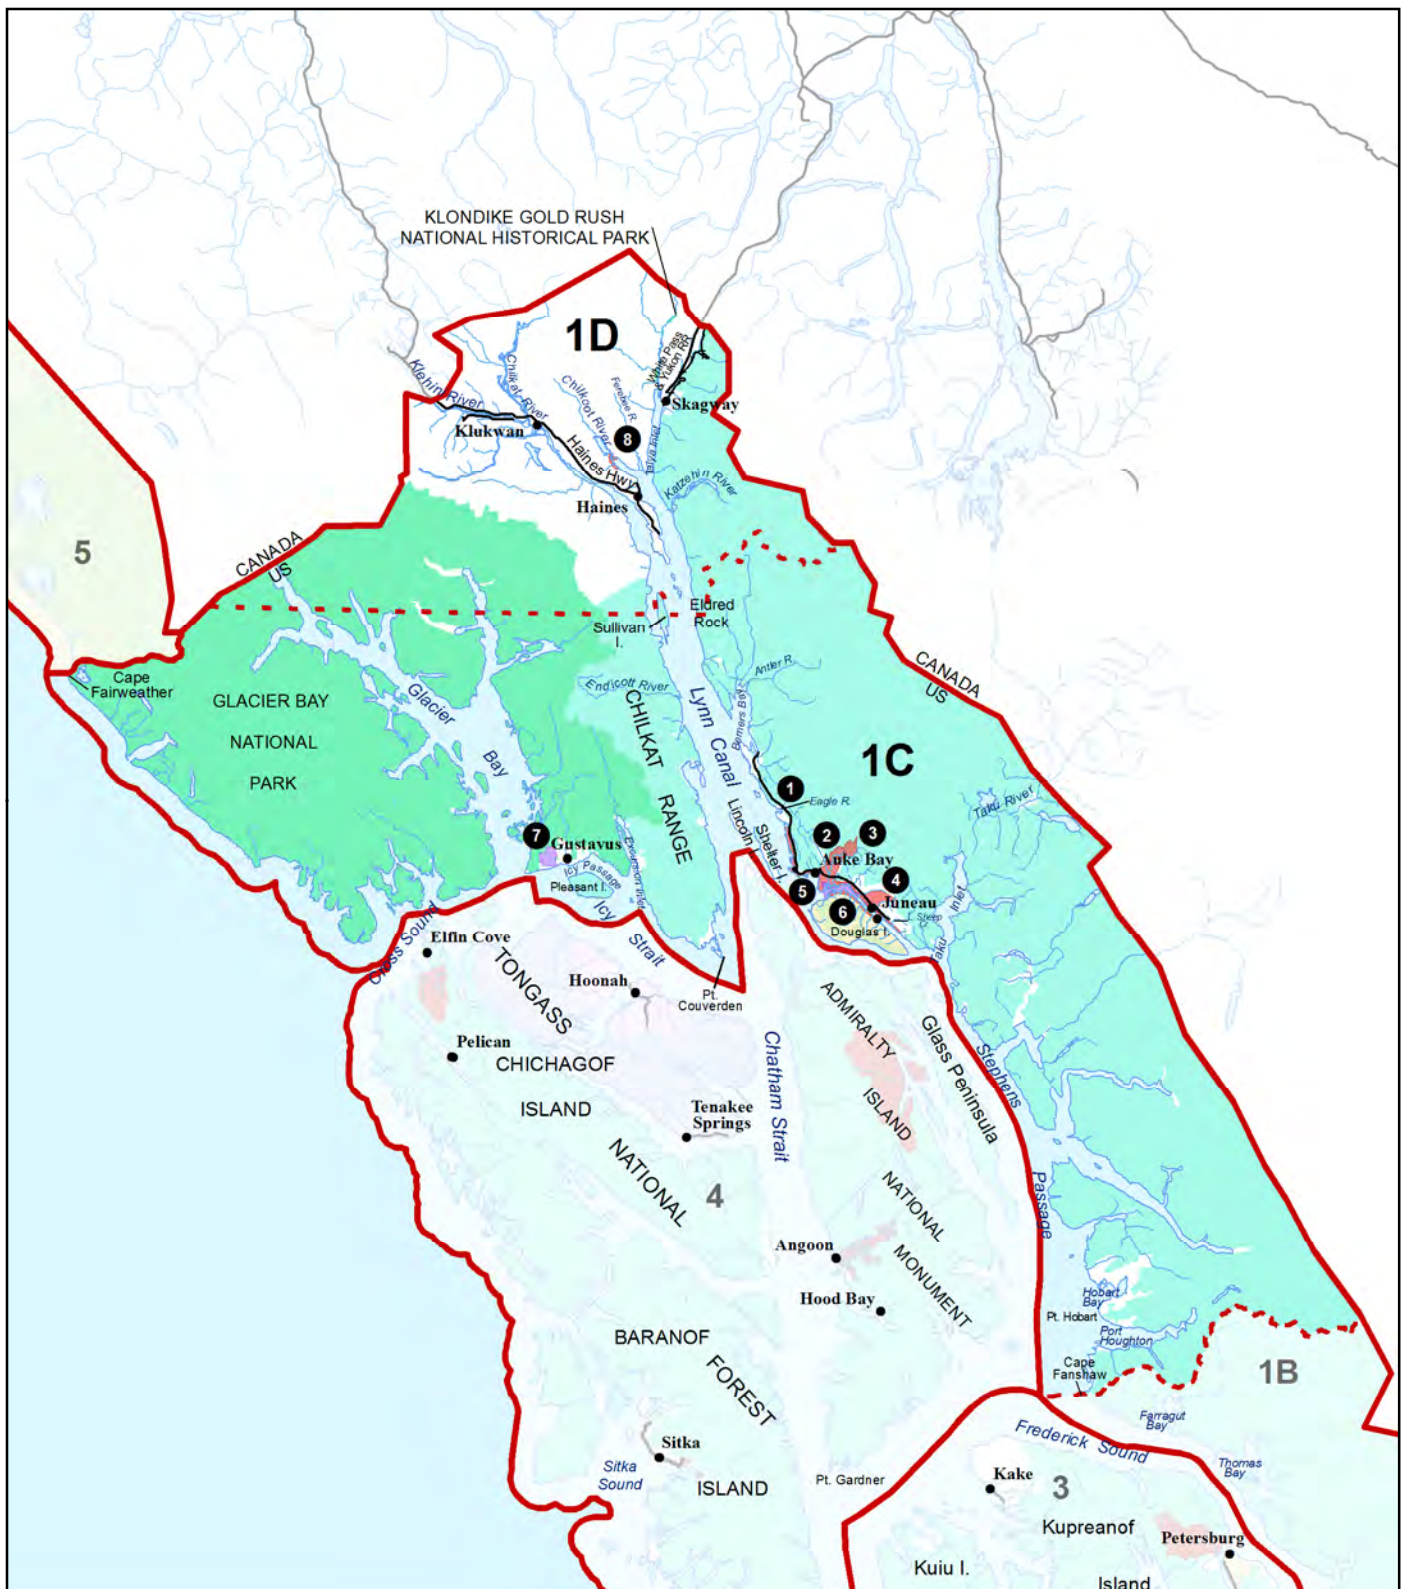 KLONDIKE GOLD RUSH
NATIONAL HISTORICAL PARK
1D
White Pass
& Yukon RR
Klehini River
Chilkat River
Chilkoot River
Ferebee R.
Skagway
Klukwan
8
Taiya Inlet
Haines Hwy
Katzehin River
Haines
5
CANADA
US
Eldred
Rock
Sullivan
I.
Cape
Fairweather
GLACIER BAY
NATIONAL
PARK
Glacier
Bay
Endicott River
CHILKAT
RANGE
Lynn Canal
Berners Bay
Antler R.
CANADA
US
1C
1
Eagle R.
Taku River
Lincoln I.
Shelter I.
2
3
Auke Bay
4
5
Juneau
6
Douglas I.
Sheep
Taku
Inlet
7
Gustavus
Icy Passage
Pleasant I.
Excursion Inlet
Icy
Strait
Cross Sound
Elfin Cove
TONGASS
Hoonah
Pt.
Couverden
Pelican
CHICHAGOF
ISLAND
Chatham Strait
ADMIRALTY
ISLAND
Glass Peninsula
Stephens
Passage
Tenakee
Springs
NATIONAL
4
NATIONAL
MONUMENT
Angoon
Hood Bay
Hobart
Bay
Pt. Hobart
Port
Houghton
Cape
Fanshaw
1B
BARANOF
FOREST
Farragut
Bay
Frederick Sound
Thomas
Bay
Sitka
Sitka
Sound
ISLAND
Pt. Gardner
Kake
3
Kupreanof
Petersburg
Kuiu I.
Island